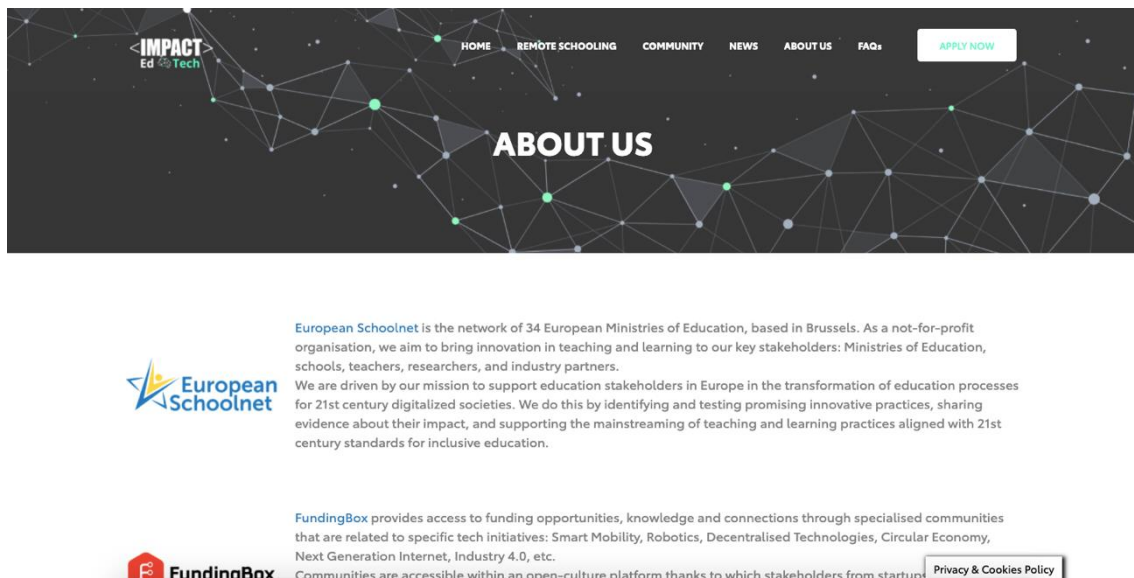 <IMPACT>
Ed Tech
HOME REMOTE SCHOOLING COMMUNITY NEWS ABOUT US FAQs APPLY NOW
ABOUT US
European Schoolnet is the network of 34 European Ministries of Education, based in Brussels. As a not-for-profit
organisation, we aim to bring innovation in teaching and learning to our key stakeholders: Ministries of Education,
schools, teachers, researchers, and industry partners.
We are driven by our mission to support education stakeholders in Europe in the transformation of education processes
for 21st century digitalized societies. We do this by identifying and testing promising innovative practices, sharing
evidence about their impact, and supporting the mainstreaming of teaching and learning practices aligned with 21st
century standards for inclusive education.
European
Schoolnet
FundingBox provides access to funding opportunities, knowledge and connections through specialised communities
that are related to specific tech initiatives: Smart Mobility, Robotics, Decentralised Technologies, Circular Economy,
Next Generation Internet, Industry 4.0, etc.
Communities are accessible within an open-culture platform thanks to which stakeholders from startups
FundingBox
Privacy & Cookies Policy